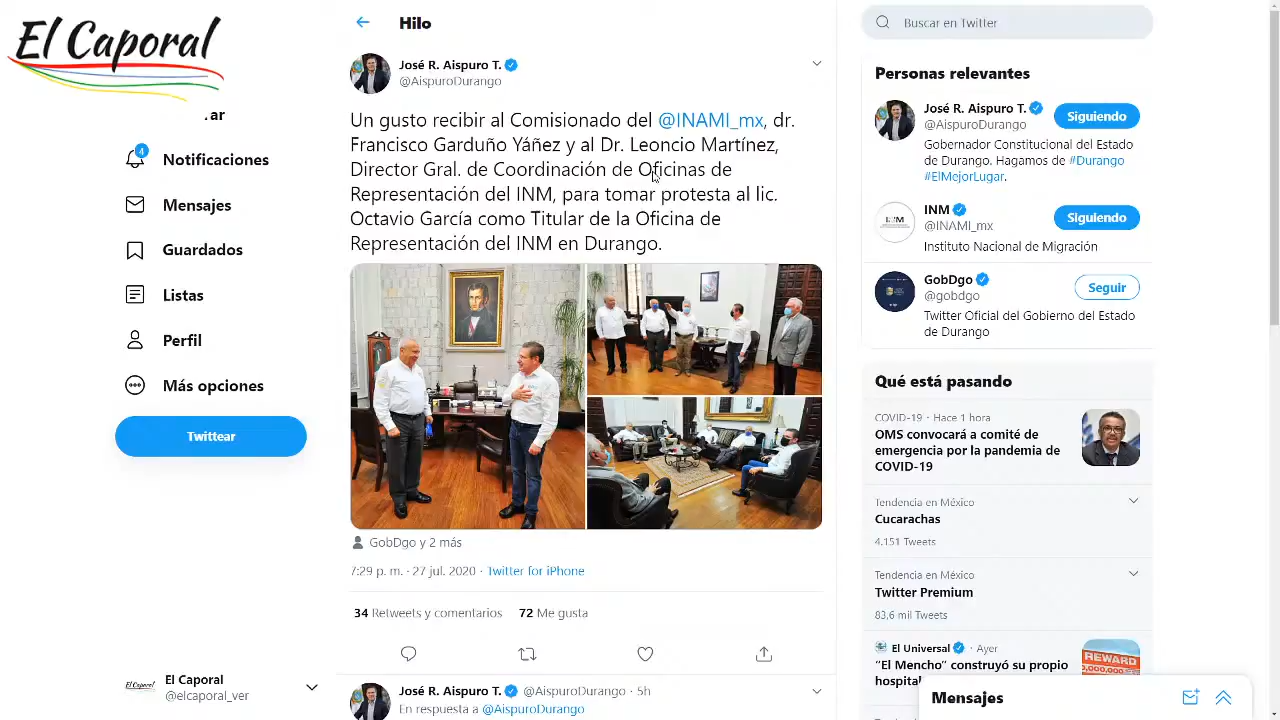 El Caporal
ar
Notificaciones
4
Mensajes
Guardados
Listas
Perfil
Más opciones
Twittear
El Caporal
@elcaporal_ver
Hilo
José R. Aispuro T.
@AispuroDurango
Un gusto recibir al Comisionado del @INAMI_mx, dr.
Francisco Garduño Yáñez y al Dr. Leoncio Martínez,
Director Gral. de Coordinación de Oficinas de
Representación del INM, para tomar protesta al lic.
Octavio García como Titular de la Oficina de
Representación del INM en Durango.
GobDgo y 2 más
7:29 p. m. · 27 jul. 2020 · Twitter for iPhone
34 Retweets y comentarios 72 Me gusta
José R. Aispuro T. @AispuroDurango · 5h
En respuesta a @AispuroDurango
Buscar en Twitter
Personas relevantes
José R. Aispuro T.
@AispuroDurango
Siguiendo
Gobernador Constitucional del Estado
de Durango. Hagamos de #Durango
#ElMejorLugar.
INM
@INAMI_mx
Siguiendo
Instituto Nacional de Migración
GobDgo
@gobdgo
Seguir
Twitter Oficial del Gobierno del Estado
de Durango
Qué está pasando
COVID-19 · Hace 1 hora
OMS convocará a comité de
emergencia por la pandemia de
COVID-19
Tendencia en México
Cucarachas
4.151 Tweets
Tendencia en México
Twitter Premium
83,6 mil Tweets
El Universal · Ayer
"El Mencho" construyó su propio
hospital
REWARD
Mensajes